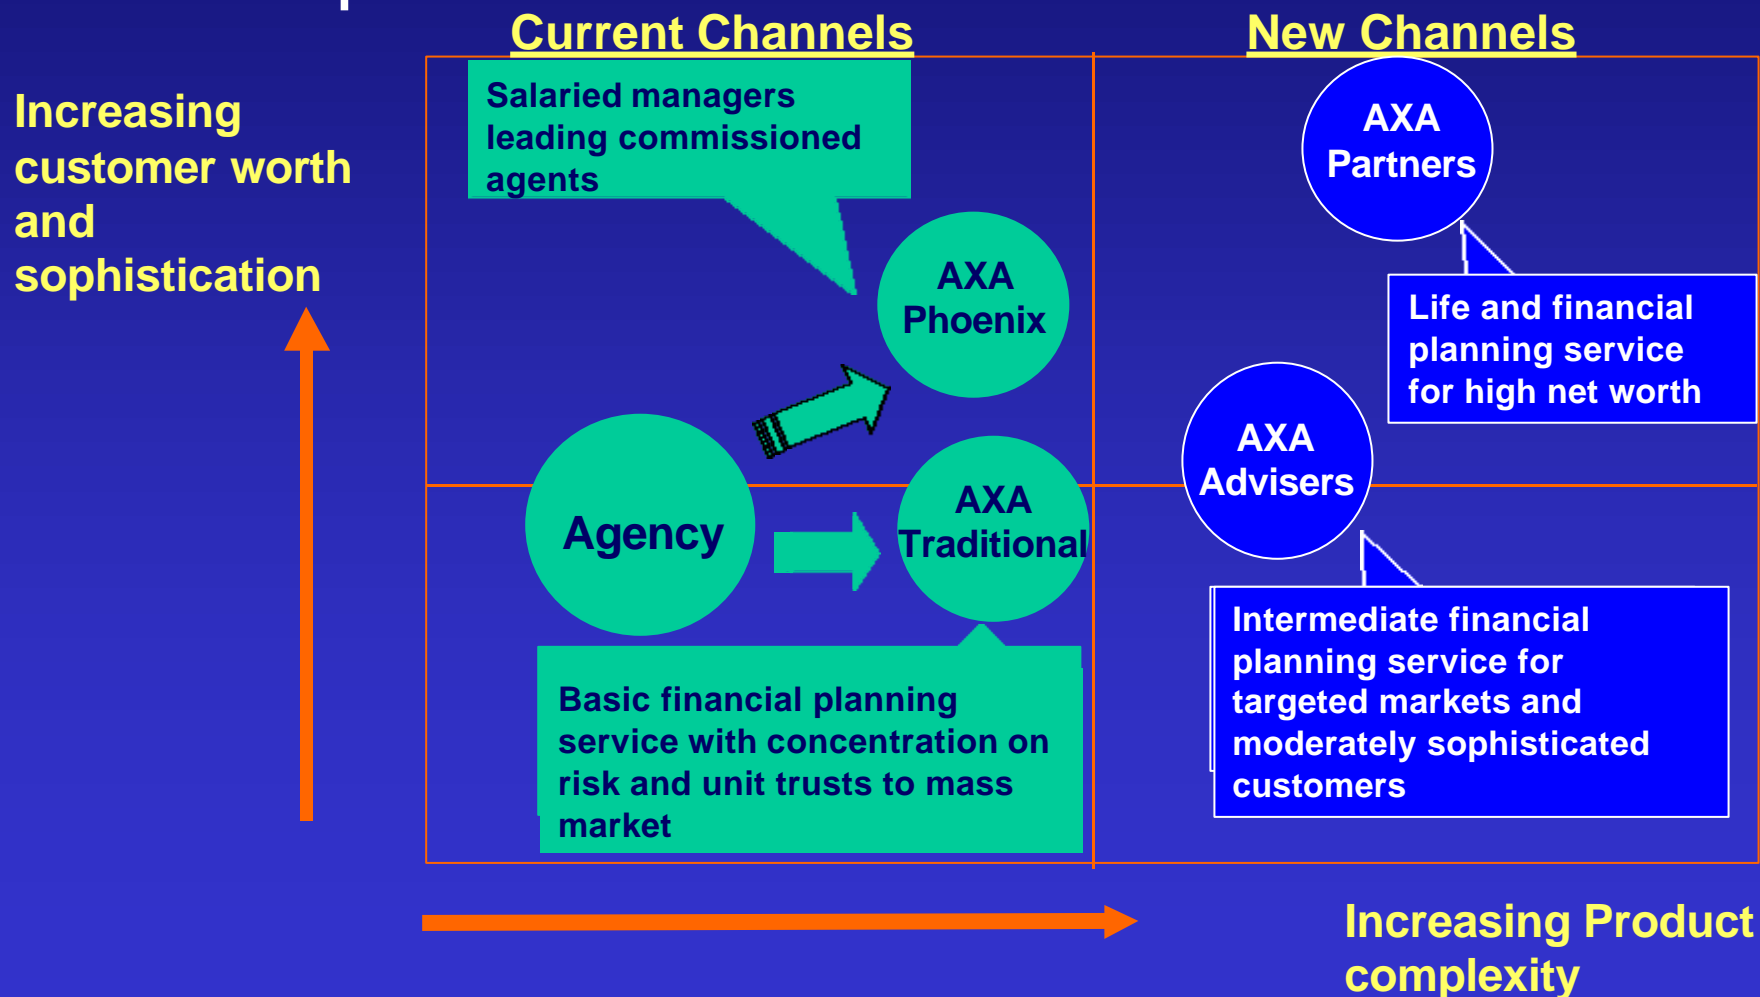 Current Channels
New Channels
Increasing
customer worth
and
sophistication
Salaried managers
leading commissioned
agents
AXA
Partners
AXA
Phoenix
Life and financial
planning service
for high net worth
AXA
Advisers
Agency
AXA
Traditional
Basic financial planning
service with concentration on
risk and unit trusts to mass
market
Intermediate financial
planning service for
targeted markets and
moderately sophisticated
customers
Increasing Product
complexity